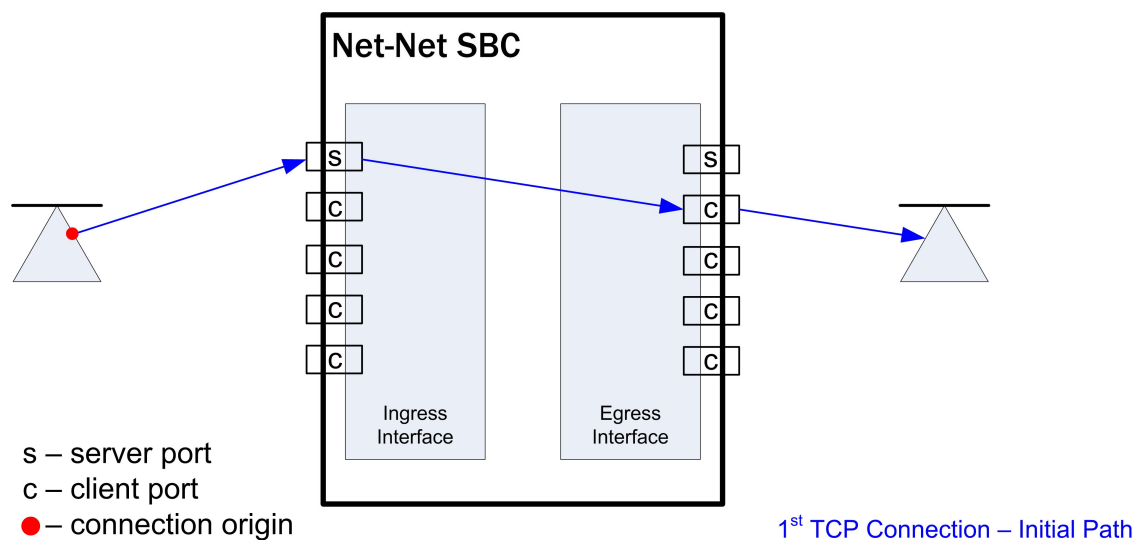 Net-Net SBC
s
c
c
c
c
s
c
c
c
c
Ingress
Interface
Egress
Interface
s – server port
c – client port
– connection origin
1st TCP Connection – Initial Path